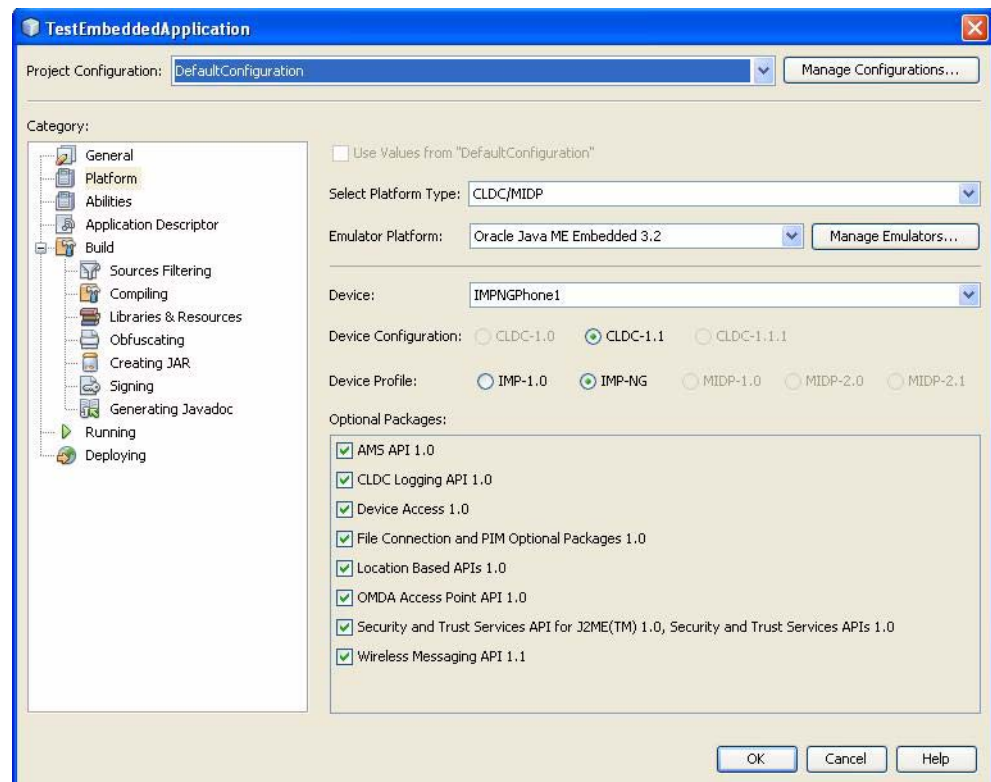 TestEmbeddedApplication
Project Configuration: DefaultConfiguration Manage Configurations...
Category:
General
Platform
Abilities
Application Descriptor
Build
Sources Filtering
Compiling
Libraries & Resources
Obfuscating
Creating JAR
Signing
Generating Javadoc
Running
Deploying
Use Values from "DefaultConfiguration"
Select Platform Type: CLDC/MIDP
Emulator Platform: Oracle Java ME Embedded 3.2 Manage Emulators...
Device: IMPNGPhone1
Device Configuration: CLDC-1.0 CLDC-1.1 CLDC-1.1.1
Device Profile: IMP-1.0 IMP-NG MIDP-1.0 MIDP-2.0 MIDP-2.1
Optional Packages:
AMS API 1.0
CLDC Logging API 1.0
Device Access 1.0
File Connection and PIM Optional Packages 1.0
Location Based APIs 1.0
OMDA Access Point API 1.0
Security and Trust Services API for J2ME(TM) 1.0, Security and Trust Services APIs 1.0
Wireless Messaging API 1.1
OK Cancel Help